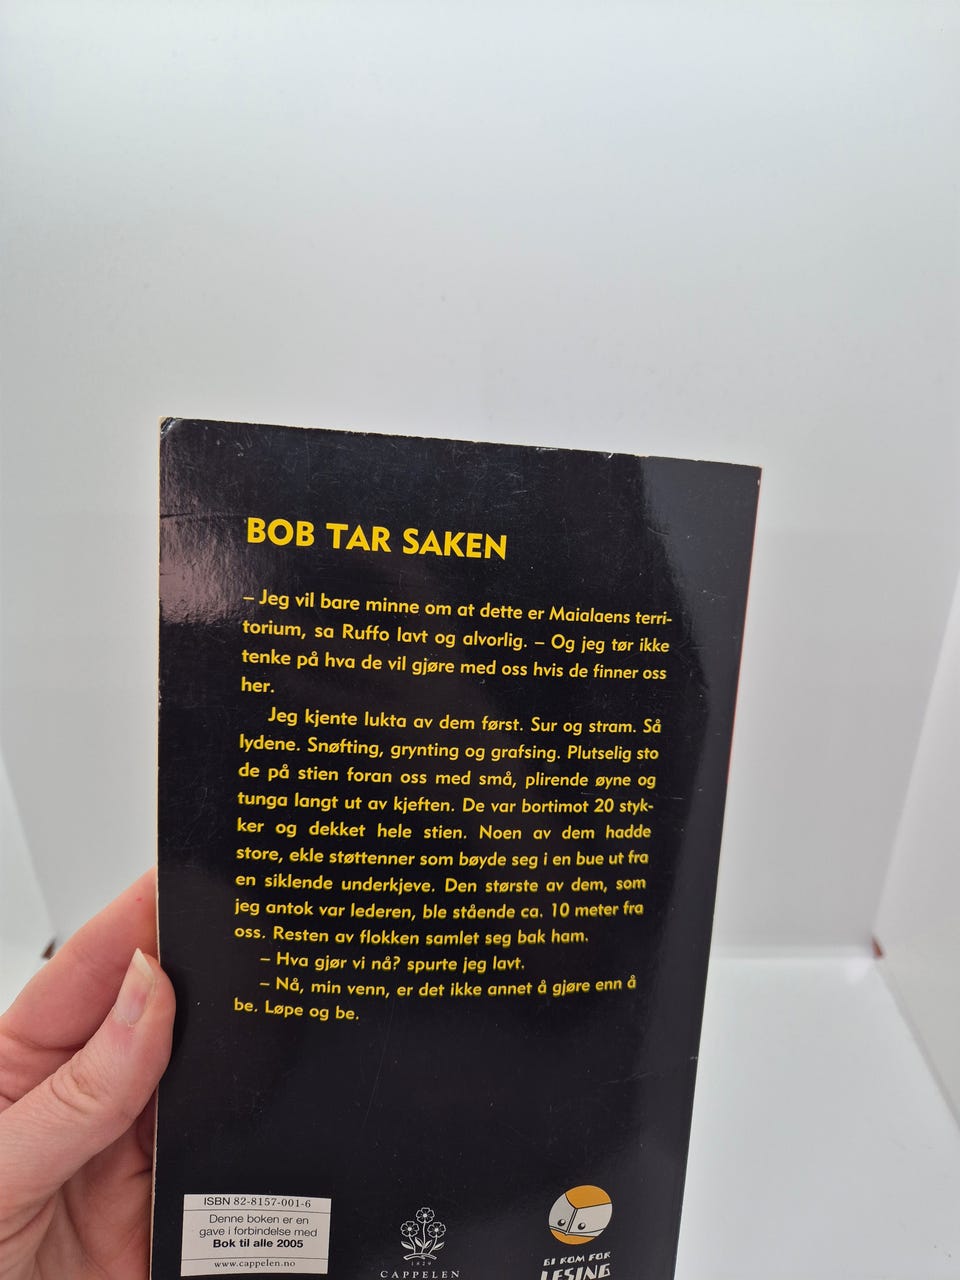 BOB TAR SAKEN
– Jeg vil bare minne om at dette er Maialaens terri-
torium, sa Ruffo lavt og alvorlig. – Og jeg tør ikke
tenke på hva de vil gjøre med oss hvis de finner oss
her.
Jeg kjente lukta av dem først. Sur og stram. Så
lydene. Snøfting, grynting og grafsing. Plutselig sto
de på stien foran oss med små, plirende øyne og
tunga langt ut av kjeften. De var bortimot 20 styk-
ker og dekket hele stien. Noen av dem hadde
store, ekle støttenner som bøyde seg i en bue ut fra
en siklende underkjeve. Den største av dem, som
jeg antok var lederen, ble stående ca. 10 meter fra
oss. Resten av flokken samlet seg bak ham.
– Hva gjør vi nå? spurte jeg lavt.
– Nå, min venn, er det ikke annet å gjøre enn å
be. Løpe og be.
ISBN 82-8157-001-6
Denne boken er en
gave i forbindelse med
Bok til alle 2005
www.cappelen.no
1829
CAPPELEN
GI ROM FOR
LESING